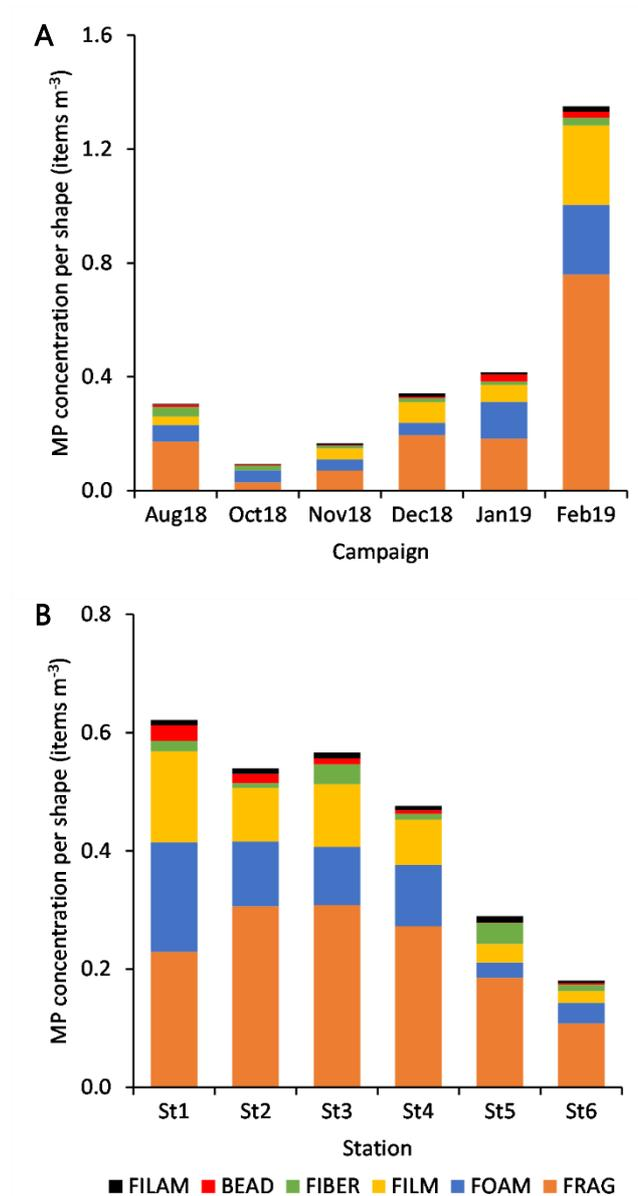 A
MP concentration per shape (items m-3)
1.6
1.2
0.8
0.4
0.0
Aug18 Oct18 Nov18 Dec18 Jan19 Feb19
Campaign
B
MP concentration per shape (items m-3)
0.8
0.6
0.4
0.2
0.0
St1 St2 St3 St4 St5 St6
Station
FILAM BEAD FIBER FILM FOAM FRAG